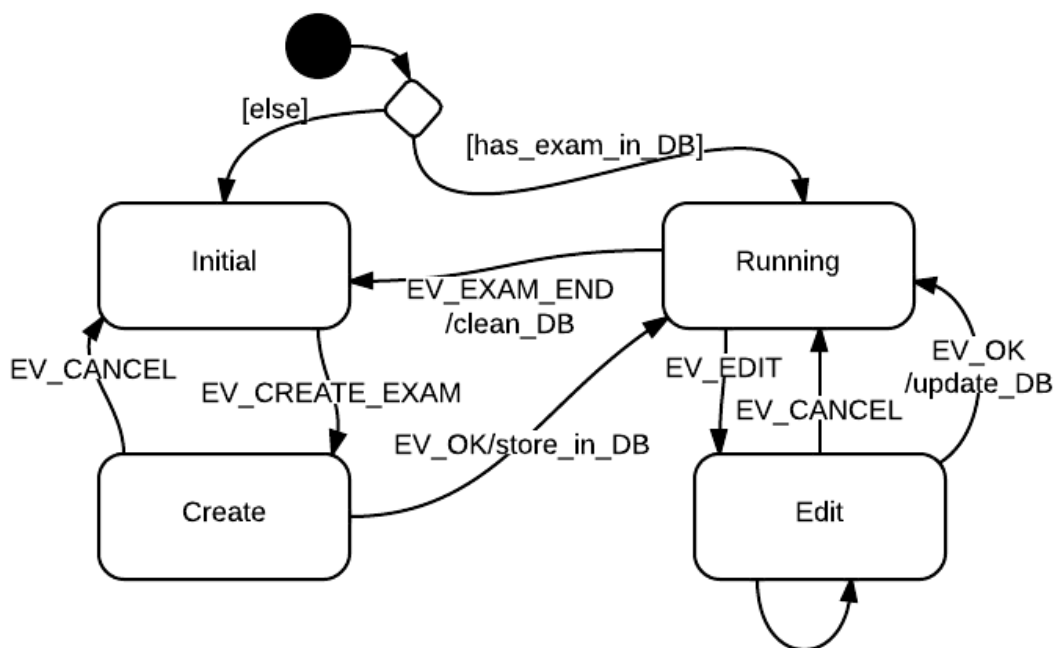 [else]
[has_exam_in_DB]
Initial
Running
EV_EXAM_END
/clean_DB
EV_CANCEL
EV_CREATE_EXAM
EV_EDIT
EV_OK
/update_DB
EV_CANCEL
EV_OK/store_in_DB
Create
Edit